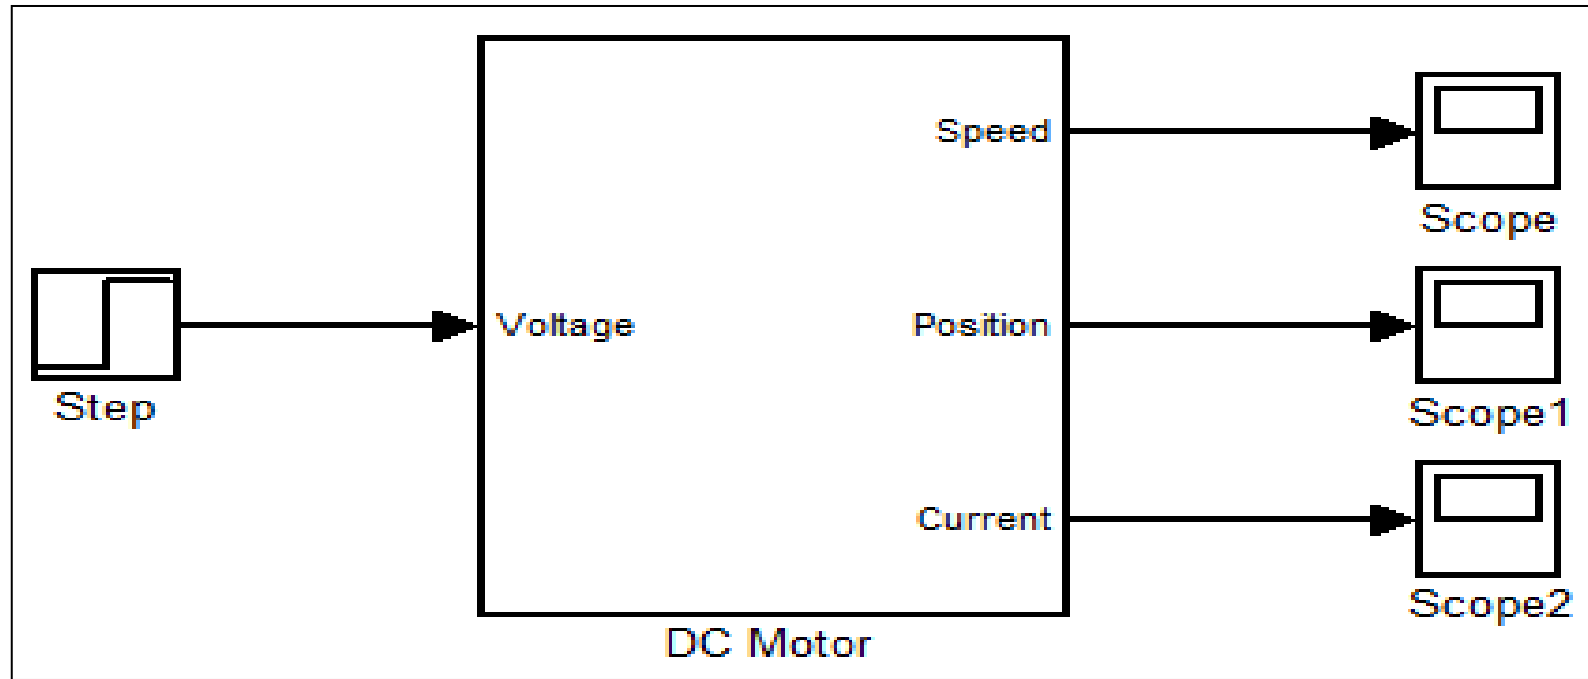 Step
Voltage
Speed
Position
Current
DC Motor
Scope
Scope1
Scope2